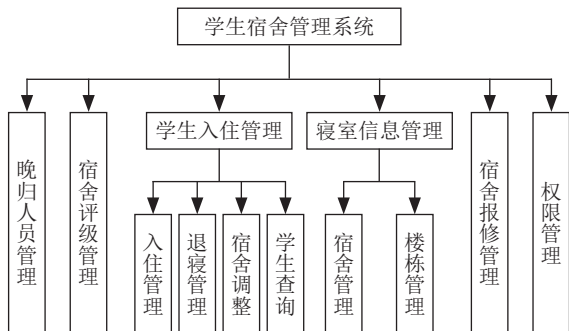 学生宿舍管理系统
晚归人员管理
宿舍评级管理
学生入住管理
寝室信息管理
宿舍报修管理
权限管理
入住管理
退寝管理
宿舍调整
学生查询
宿舍管理
楼栋管理